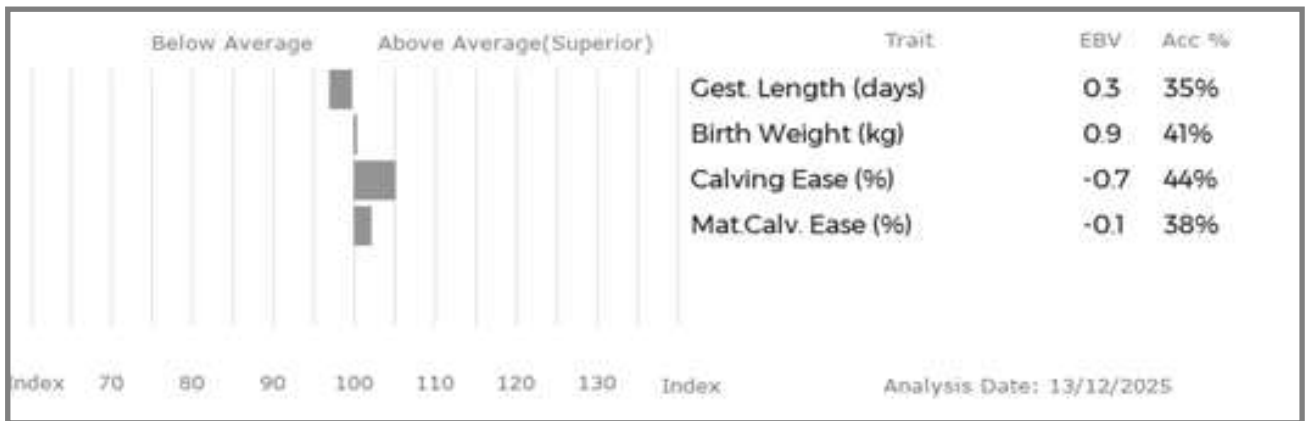 Below Average Above Average(Superior) Trait EBV Acc %
Gest. Length (days) 0.3 35%
Birth Weight (kg) 0.9 41%
Calving Ease (%) -0.7 44%
Mat.Calv. Ease (%) -0.1 38%
Index 70 80 90 100 110 120 130 Index Analysis Date: 13/12/2025